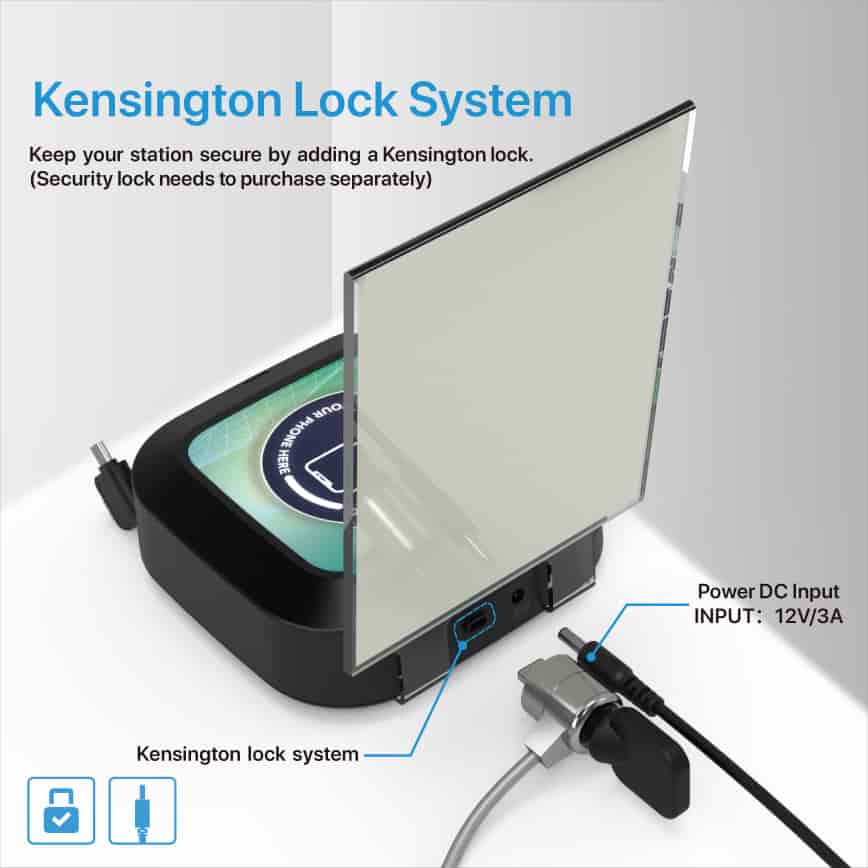 Kensington Lock System
Keep your station secure by adding a Kensington lock.
(Security lock needs to purchase separately)
OUR PHONE HERE
Power DC Input
INPUT: 12V/3A
Kensington lock system